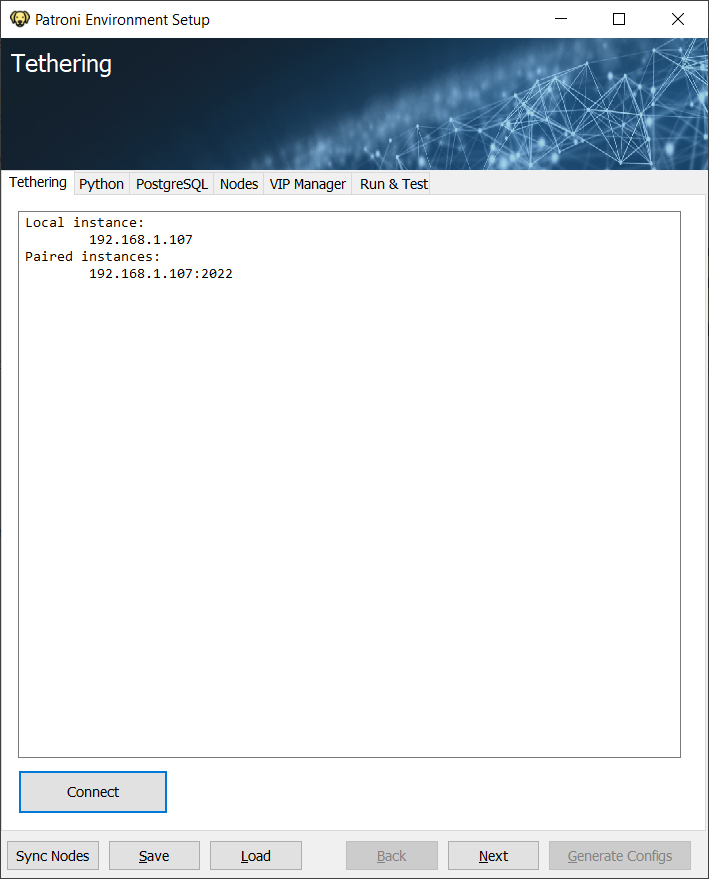 Patroni Environment Setup
Tethering
Tethering Python PostgreSQL Nodes VIP Manager Run & Test
Local instance:
192.168.1.107
Paired instances:
192.168.1.107:2022
Connect
Sync Nodes Save Load Back Next Generate Configs